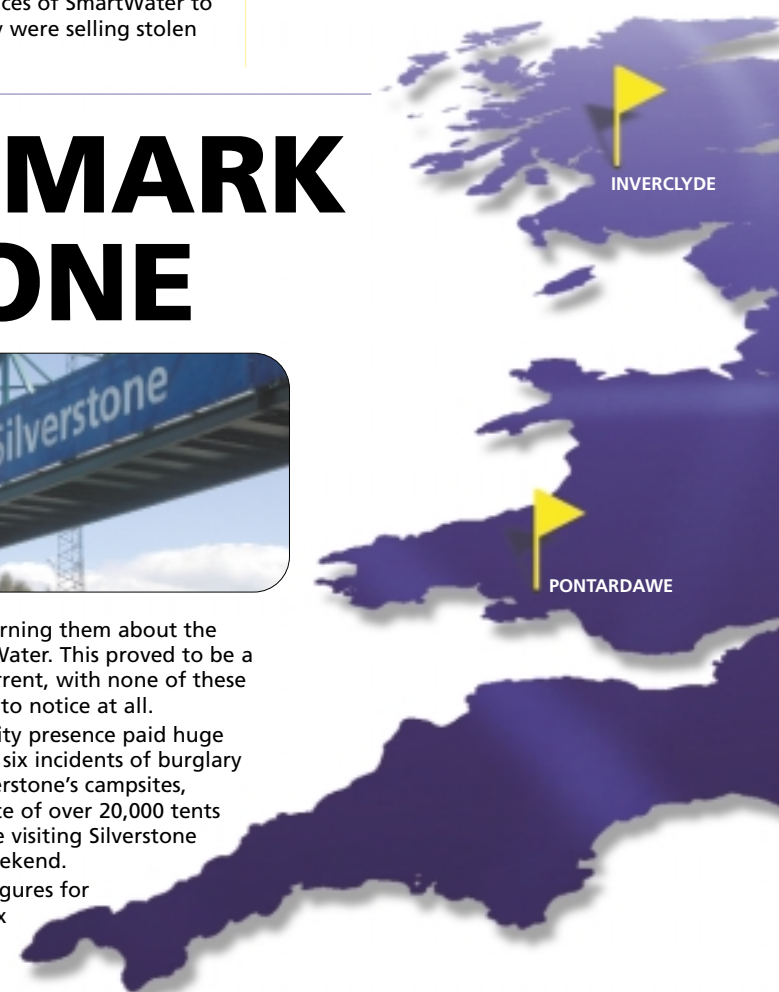 ces of SmartWater to
were selling stolen
MARK
ONE
Silverstone
rning them about the
Water. This proved to be a
rrent, with none of these
to notice at all.
ity presence paid huge
six incidents of burglary
erstone’s campsites,
te of over 20,000 tents
e visiting Silverstone
ekend.
gures for
x
INVERCLYDE
PONTARDAWE